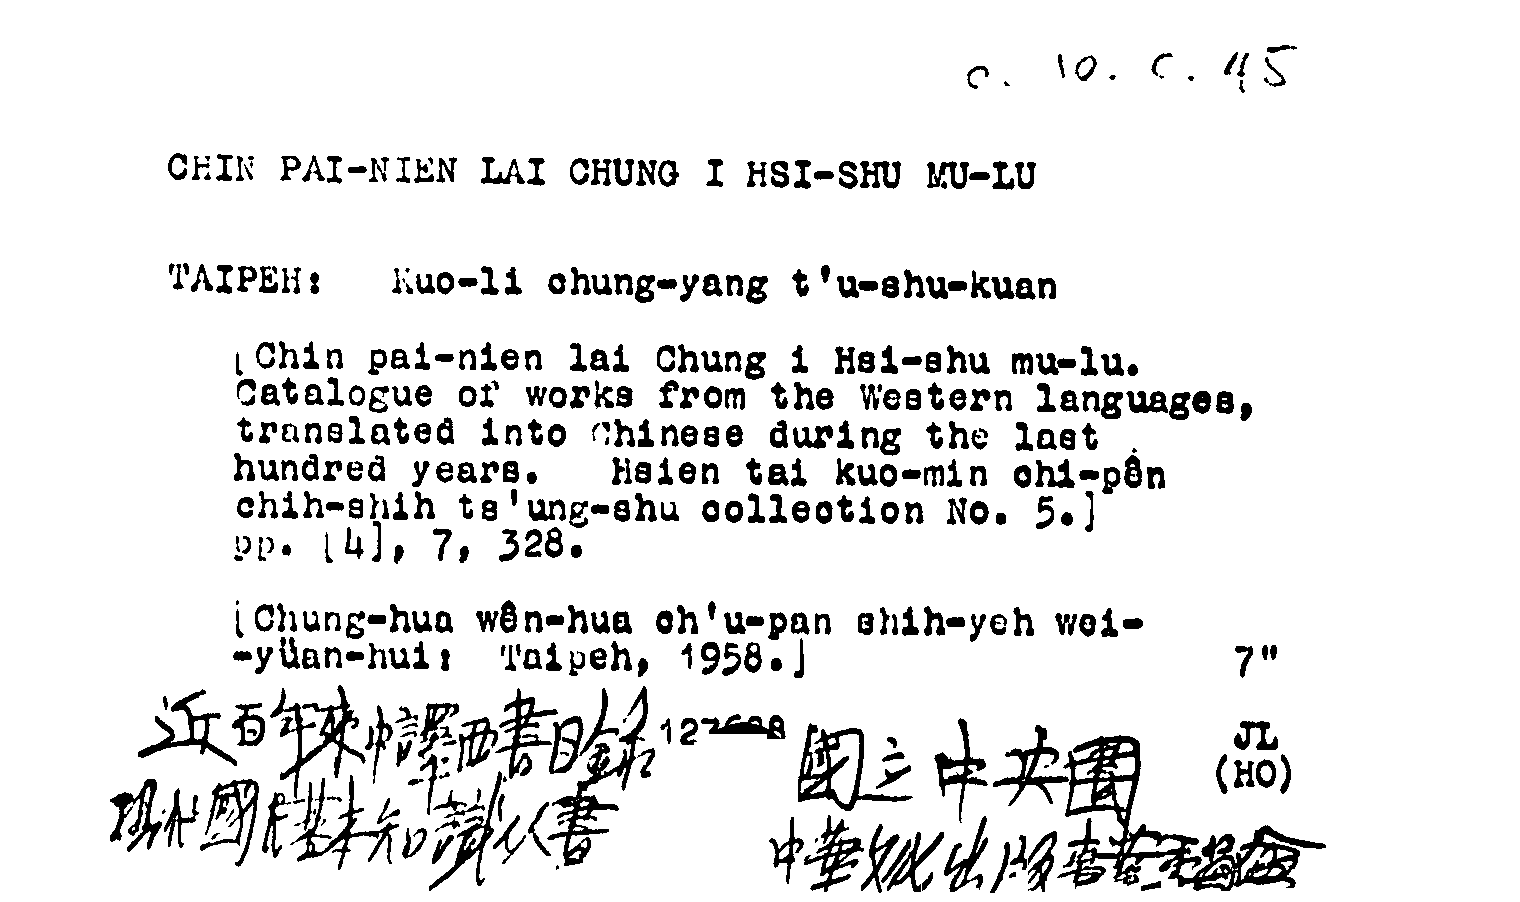 c. 10. c. 45
CHIN PAI-NIEN LAI CHUNG I HSI-SHU MU-LU
TAIPEH: Kuo-li chung-yang t'u-shu-kuan
[Chin pai-nien lai Chung i Hsi-shu mu-lu.
Catalogue of works from the Western languages,
translated into Chinese during the last
hundred years. Hsien tai kuo-min chi-pên
chih-shih ts'ung-shu collection No. 5.]
pp. [4], 7, 328.
[Chung-hua wên-hua ch'u-pan shih-yeh wei-
-yüan-hui: Taipeh, 1958.]
7"
近百年來中譯西書目錄
國立中央圖
JL
(HO)
現代國民基本知識叢書
中華文化出版事業委員會